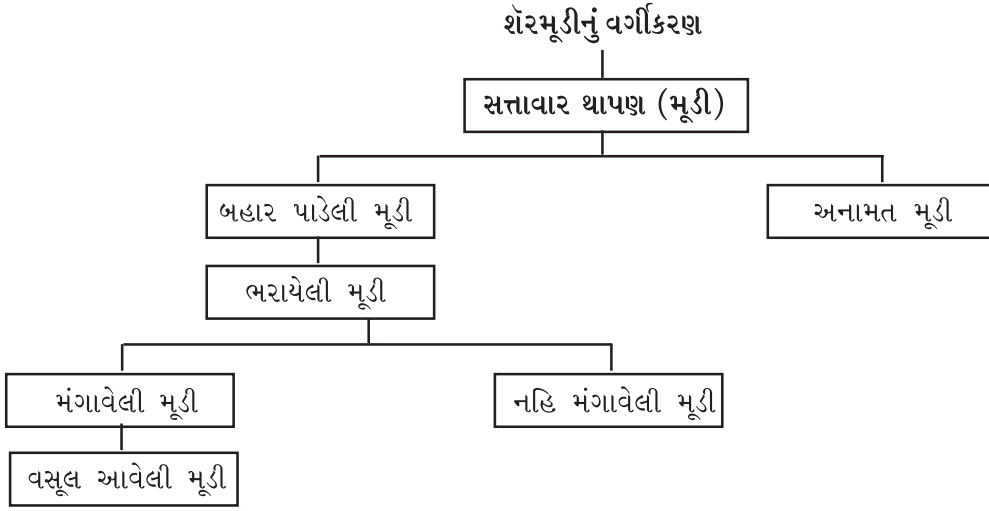 શૅરમૂડીનું વર્ગીકરણ
સત્તાવાર થાપણ (મૂડી)
બહાર પાડેલી મૂડી
અનામત મૂડી
ભરાયેલી મૂડી
મંગાવેલી મૂડી
નહિ મંગાવેલી મૂડી
વસૂલ આવેલી મૂડી